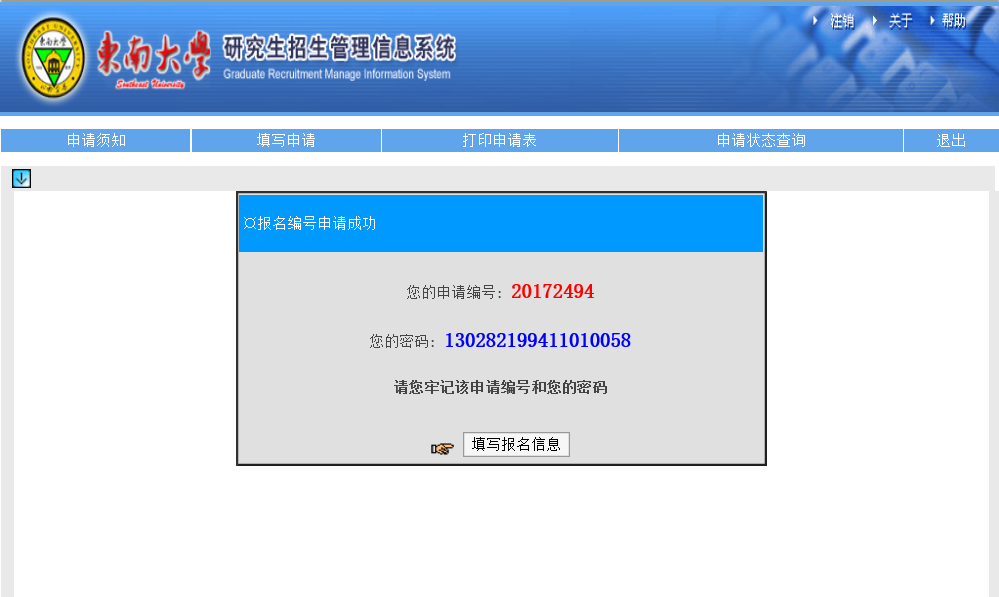 注销 关于 帮助
東南大學 研究生招生管理信息系统
Southeast University Graduate Recruitment Manage Information System
申请须知 填写申请 打印申请表 申请状态查询 退出
¤报名编号申请成功
您的申请编号：20172494
您的密码：130282199411010058
请您牢记该申请编号和您的密码
填写报名信息